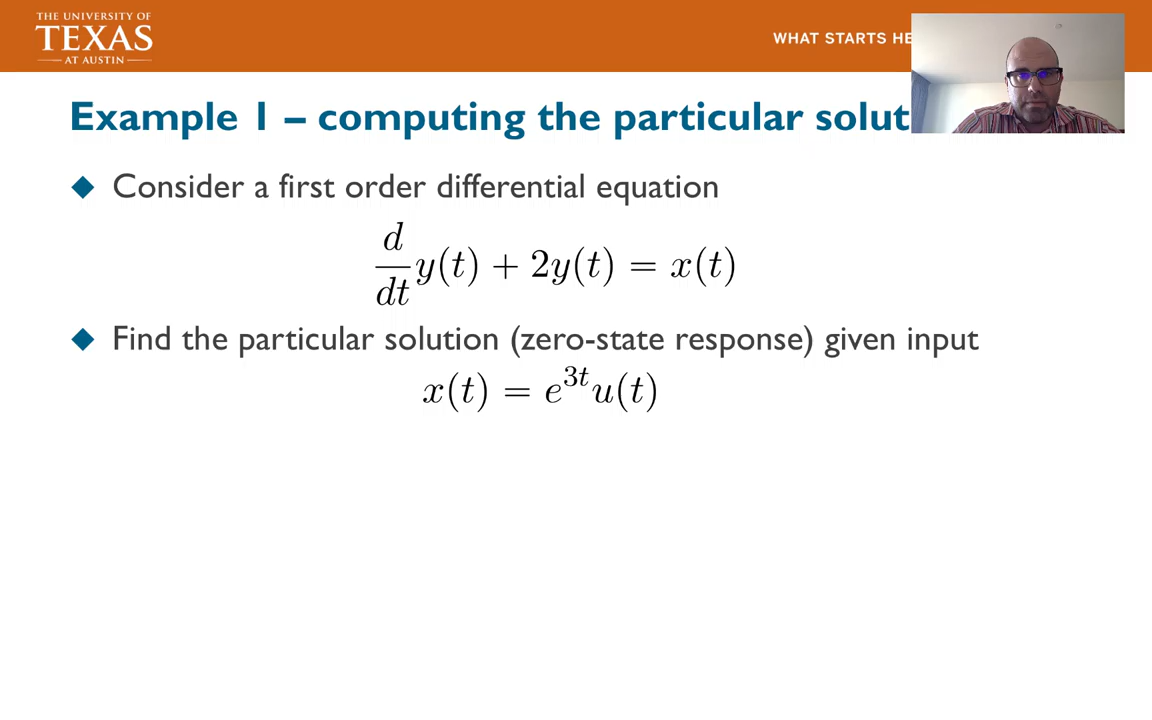 THE UNIVERSITY OF
TEXAS
AT AUSTIN
WHAT STARTS HE
Example 1 – computing the particular solut
◆ Consider a first order differential equation
d/dt y(t) + 2y(t) = x(t)
◆ Find the particular solution (zero-state response) given input
x(t) = e^{3t}u(t)